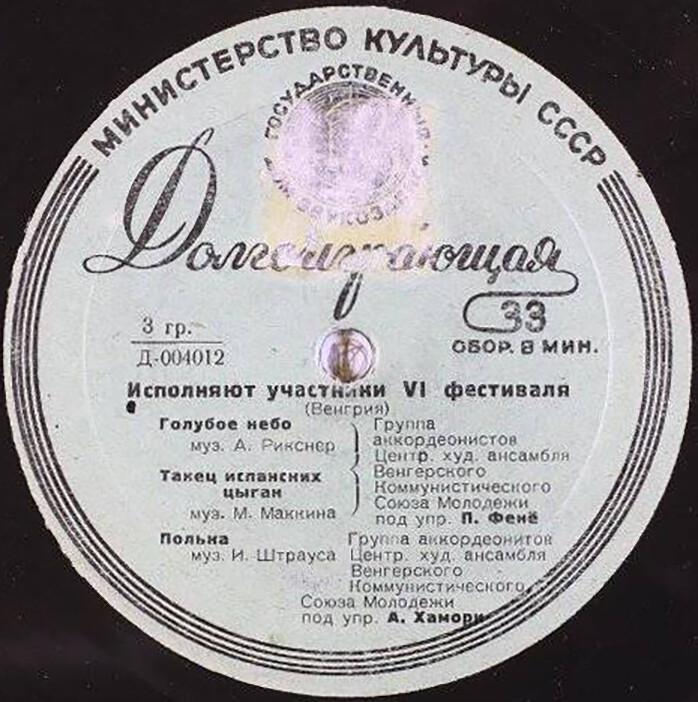 МИНИСТЕРСТВО КУЛЬТУРЫ СССР
ГОСУДАРСТВЕННЫЙ
Долгоиграющая
33
ОБОР. В МИН.
3 гр.
Д-004012
Исполняют участники VI фестиваля
(Венгрия)
Голубое небо
муз. А. Рикснер
Такец испанских
цыган
муз. М. Маккина
Группа
аккордеонистов
Центр. худ. ансамбля
Венгерского
Коммунистического
Союза Молодежи
под упр. П. Фенё
Полька
муз. И. Штрауса
Группа аккордеонитов
Центр. худ. ансамбля
Венгерского
Коммунистического
Союза Молодежи
под упр. А. Хамори